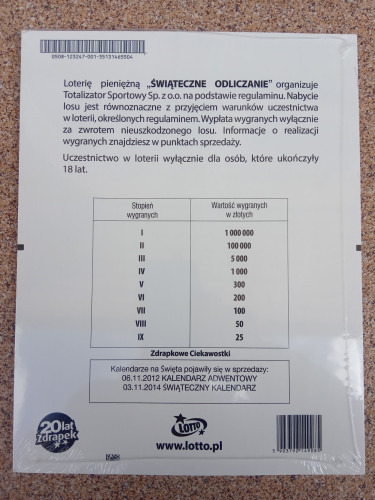 0508-123247-001-35131465504
Loterię pieniężną „ŚWIĄTECZNE ODLICZANIE” organizuje
Totalizator Sportowy Sp. z o.o. na podstawie regulaminu. Nabycie
losu jest równoznaczne z przyjęciem warunków uczestnictwa
w loterii, określonych regulaminem. Wypłata wygranych wyłącznie
za zwrotem nieuszkodzonego losu. Informacje o realizacji
wygranych znajdziesz w punktach sprzedaży.
Uczestnictwo w loterii wyłącznie dla osób, które ukończyły
18 lat.
Stopień wygranych Wartość wygranych w złotych
I 1 000 000
II 100 000
III 5 000
IV 1 000
V 300
VI 200
VII 100
VIII 50
IX 25
Zdrapkowe Ciekawostki
Kalendarze na Święta pojawiły się w sprzedaży:
06.11.2012 KALENDARZ ADWENTOWY
03.11.2014 ŚWIĄTECZNY KALENDARZ
20 lat
Zdrapek
LOTTO
www.lotto.pl